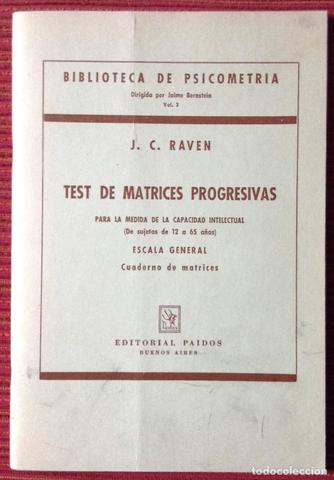 BIBLIOTECA DE PSICOMETRIA
Dirigida por Jaime Bernstein
Vol. 3
J. C. RAVEN
TEST DE MATRICES PROGRESIVAS
PARA LA MEDIDA DE LA CAPACIDAD INTELECTUAL
(De sujetos de 12 a 65 años)
ESCALA GENERAL
Cuaderno de matrices
EDITORIAL PAIDOS
BUENOS AIRES
todocoleccion